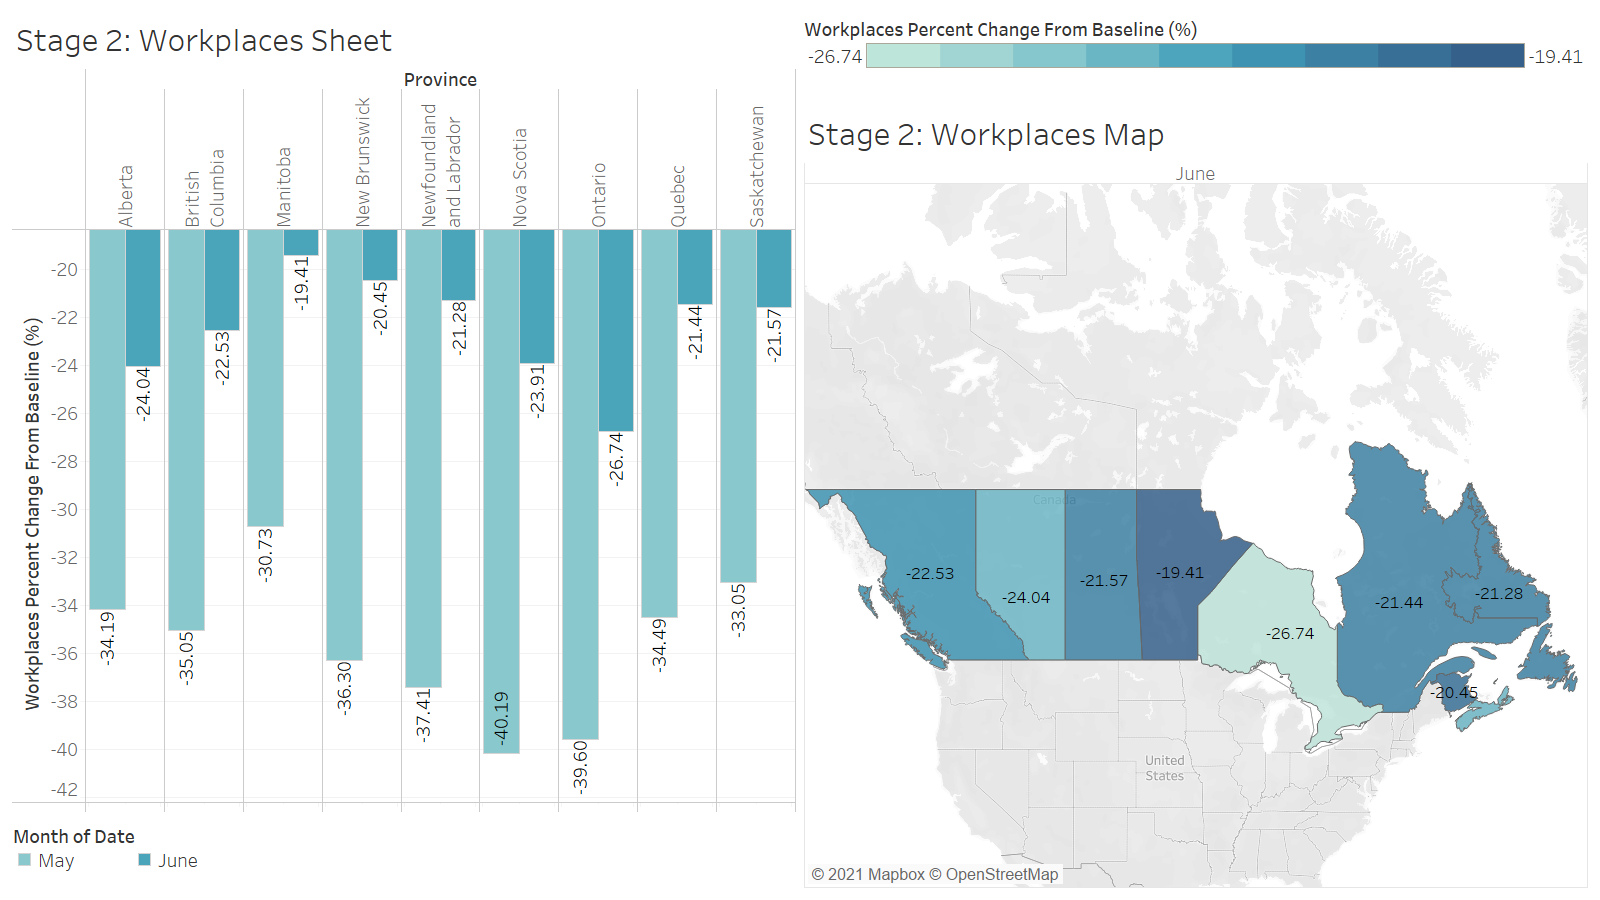 Stage 2: Workplaces Sheet
Province
Alberta
British
Columbia
Manitoba
New Brunswick
Newfoundland
and Labrador
Nova Scotia
Ontario
Quebec
Saskatchewan
Workplaces Percent Change From Baseline (%)
-20
-22
-24
-26
-28
-30
-32
-34
-36
-38
-40
-42
-34.19
-24.04
-35.05
-22.53
-30.73
-19.41
-36.30
-20.45
-37.41
-21.28
-40.19
-23.91
-39.60
-26.74
-34.49
-21.44
-33.05
-21.57
Month of Date
May
June
Workplaces Percent Change From Baseline (%)
-26.74
-19.41
Stage 2: Workplaces Map
June
Canada
-22.53
-24.04
-21.57
-19.41
-26.74
-21.44
-21.28
-20.45
United
States
© 2021 Mapbox © OpenStreetMap